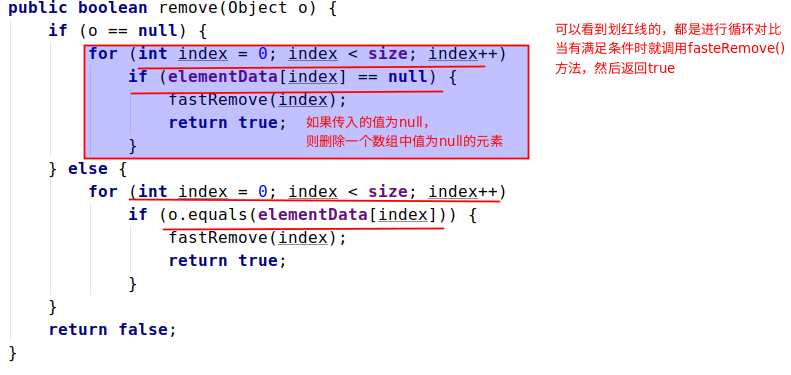 public boolean remove(Object o) {
if (o == null) {
for (int index = 0; index < size; index++)
if (elementData[index] == null) {
fastRemove(index);
return true;
}
} else {
for (int index = 0; index < size; index++)
if (o.equals(elementData[index])) {
fastRemove(index);
return true;
}
}
return false;
}
如果传入的值为null，
则删除一个数组中值为null的元素
可以看到划红线的，都是进行循环对比
当有满足条件时就调用fasteRemove()
方法，然后返回true